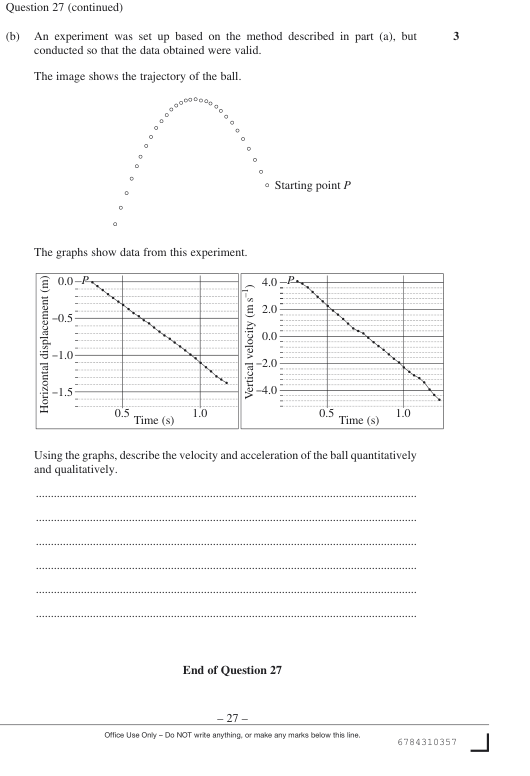 Question 27 (continued)
(b) An experiment was set up based on the method described in part (a), but 3
conducted so that the data obtained were valid.
The image shows the trajectory of the ball.
Starting point P
The graphs show data from this experiment.
Horizontal displacement (m)
0.0
P
–0.5
–1.0
–1.5
0.5
1.0
Time (s)
Vertical velocity (m s⁻¹)
4.0
P
2.0
0.0
–2.0
–4.0
0.5
1.0
Time (s)
Using the graphs, describe the velocity and acceleration of the ball quantitatively
and qualitatively.
End of Question 27
– 27 –
Office Use Only – Do NOT write anything, or make any marks below this line.
6784310357